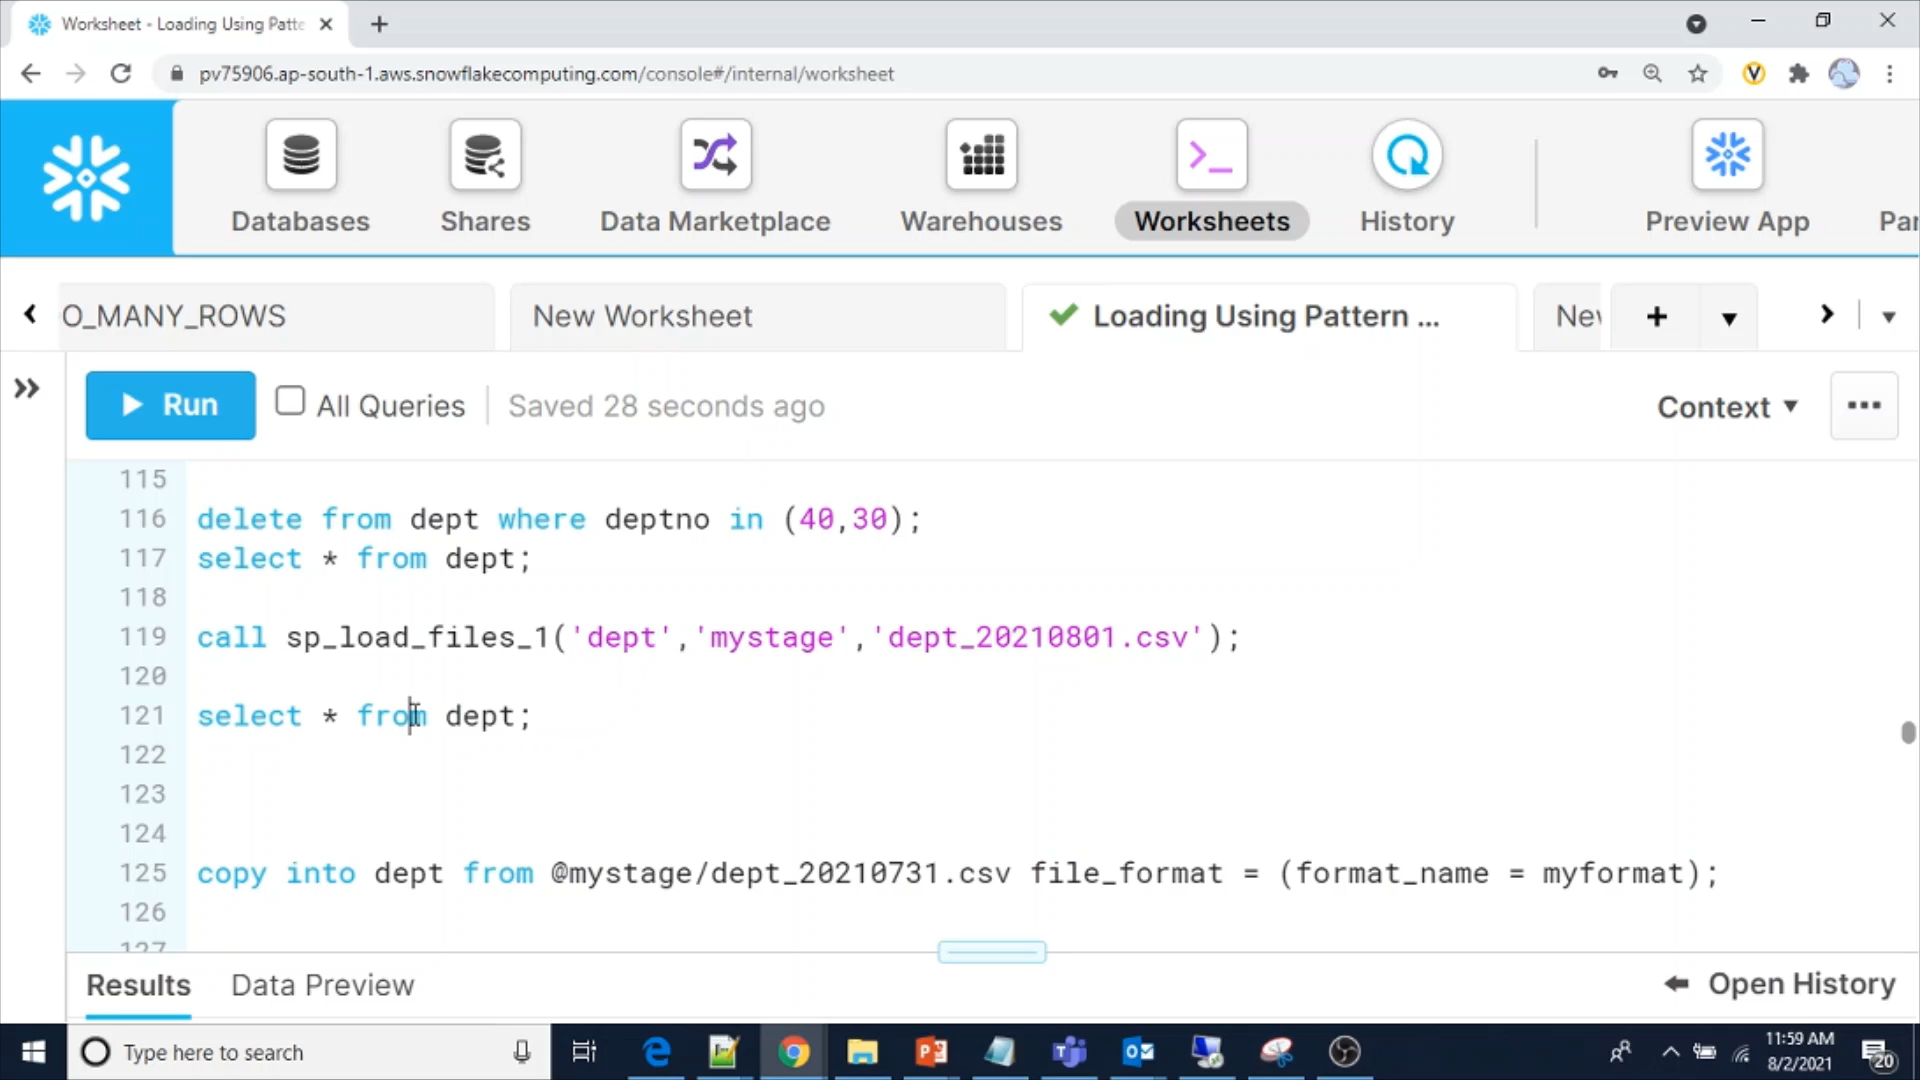 Worksheet - Loading Using Patte
pv75906.ap-south-1.aws.snowflakecomputing.com/console#/internal/worksheet
Databases
Shares
Data Marketplace
Warehouses
Worksheets
History
Preview App
Par
O_MANY_ROWS
New Worksheet
Loading Using Pattern ...
Nev
Run
All Queries
Saved 28 seconds ago
Context
115
116 delete from dept where deptno in (40,30);
117 select * from dept;
118
119 call sp_load_files_1('dept','mystage','dept_20210801.csv');
120
121 select * from dept;
122
123
124
125 copy into dept from @mystage/dept_20210731.csv file_format = (format_name = myformat);
126
127
Results
Data Preview
Open History
Type here to search
11:59 AM
8/2/2021
20